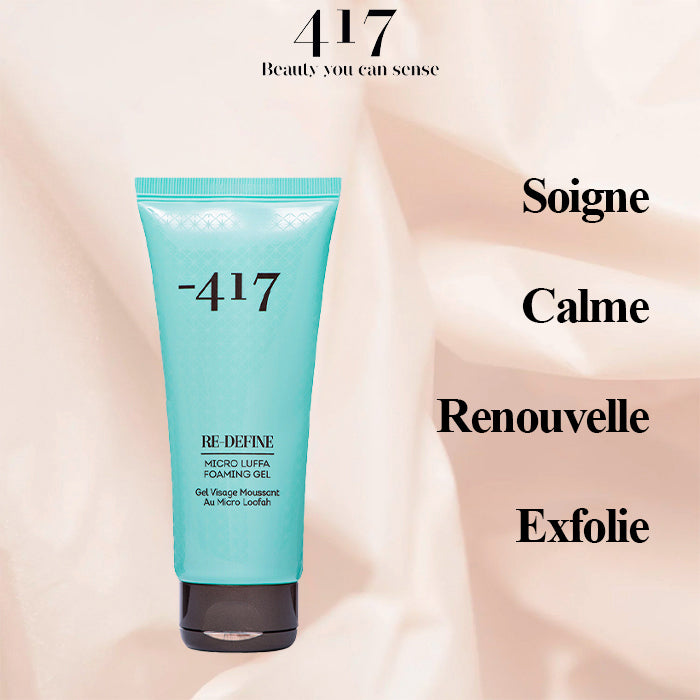 417
Beauty you can sense
Soigne
Calme
Renouvelle
Exfolie
-417
RE-DEFINE
MICRO LUFFA
FOAMING GEL
Gel Visage Moussant
Au Micro Loofah